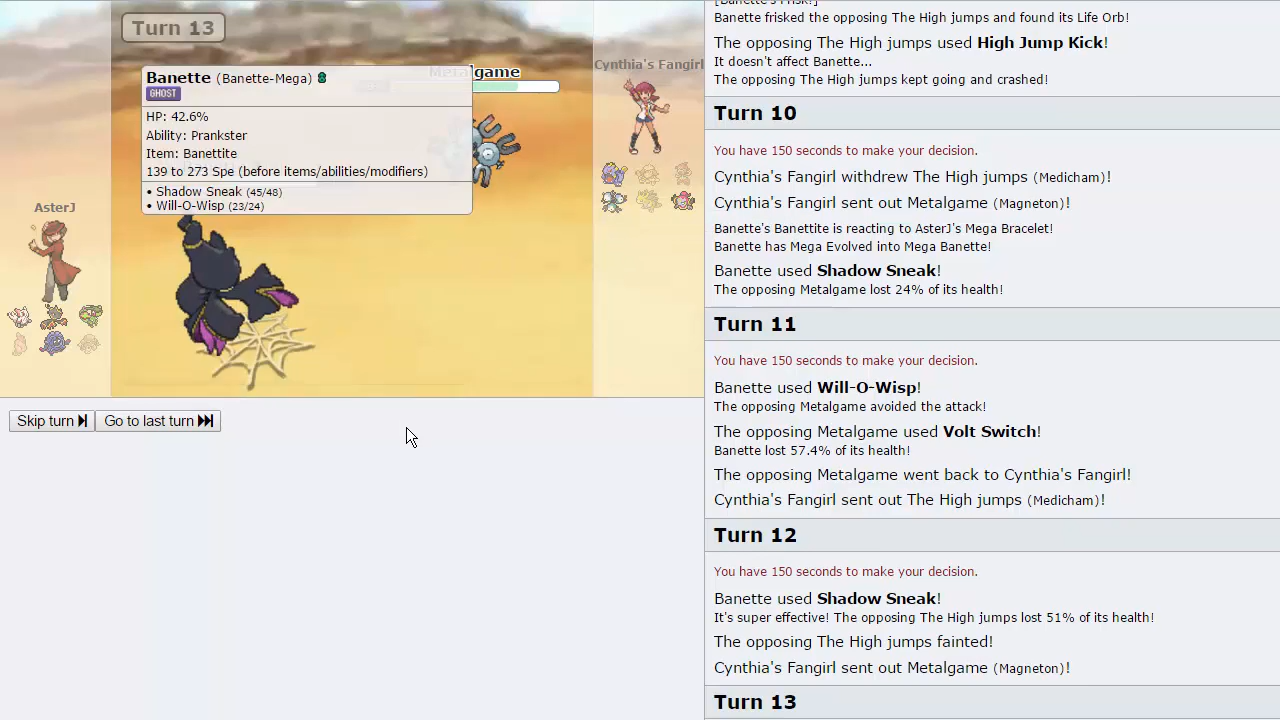 Turn 13
Banette (Banette-Mega)
GHOST
HP: 42.6%
Ability: Prankster
Item: Banettite
139 to 273 Spe (before items/abilities/modifiers)
• Shadow Sneak (45/48)
• Will-O-Wisp (23/24)
Cynthia's Fangirl
AsterJ
Skip turn
Go to last turn
Banette frisked the opposing The High jumps and found its Life Orb!
The opposing The High jumps used High Jump Kick!
It doesn't affect Banette...
The opposing The High jumps kept going and crashed!
Turn 10
You have 150 seconds to make your decision.
Cynthia's Fangirl withdrew The High jumps (Medicham)!
Cynthia's Fangirl sent out Metalgame (Magneton)!
Banette's Banettite is reacting to AsterJ's Mega Bracelet!
Banette has Mega Evolved into Mega Banette!
Banette used Shadow Sneak!
The opposing Metalgame lost 24% of its health!
Turn 11
You have 150 seconds to make your decision.
Banette used Will-O-Wisp!
The opposing Metalgame avoided the attack!
The opposing Metalgame used Volt Switch!
Banette lost 57.4% of its health!
The opposing Metalgame went back to Cynthia's Fangirl!
Cynthia's Fangirl sent out The High jumps (Medicham)!
Turn 12
You have 150 seconds to make your decision.
Banette used Shadow Sneak!
It's super effective! The opposing The High jumps lost 51% of its health!
The opposing The High jumps fainted!
Cynthia's Fangirl sent out Metalgame (Magneton)!
Turn 13